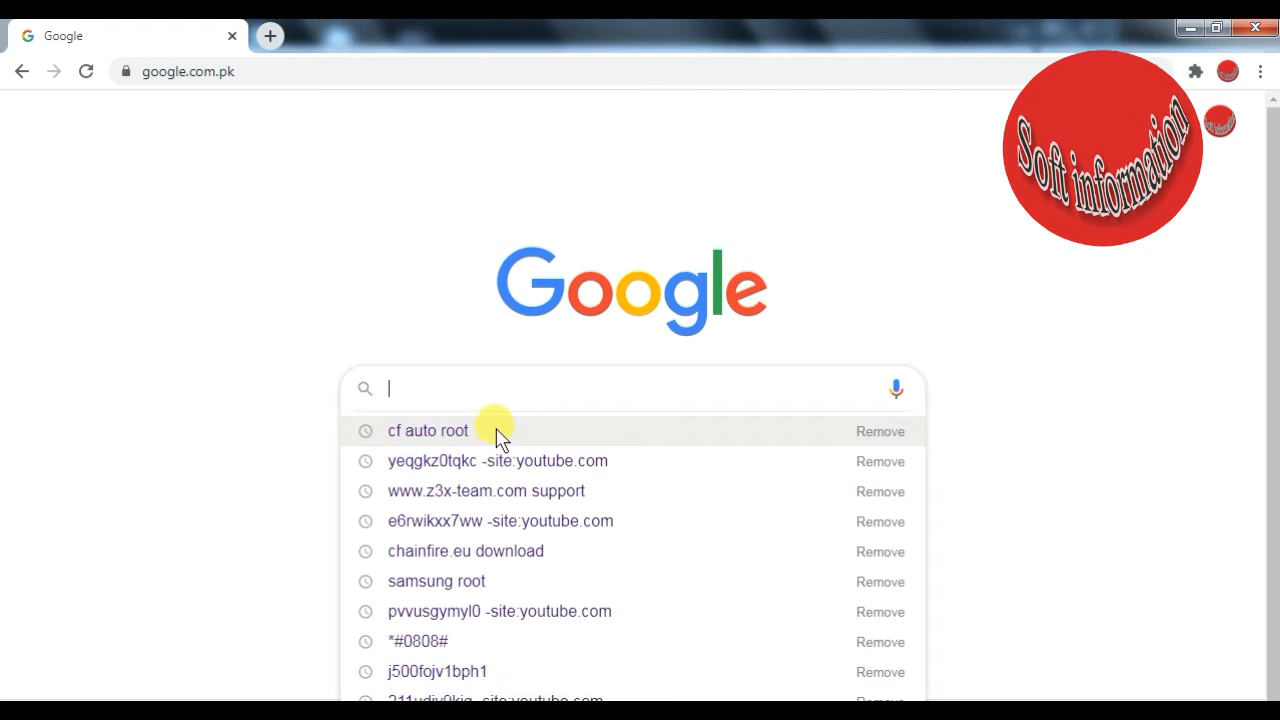 Google
google.com.pk
Soft information
Google
cf auto root Remove
yeqgkz0tqkc -site:youtube.com Remove
www.z3x-team.com support Remove
e6rwikxx7ww -site:youtube.com Remove
chainfire.eu download Remove
samsung root Remove
pvvusgymyl0 -site:youtube.com Remove
*#0808# Remove
j500fojv1bph1 Remove